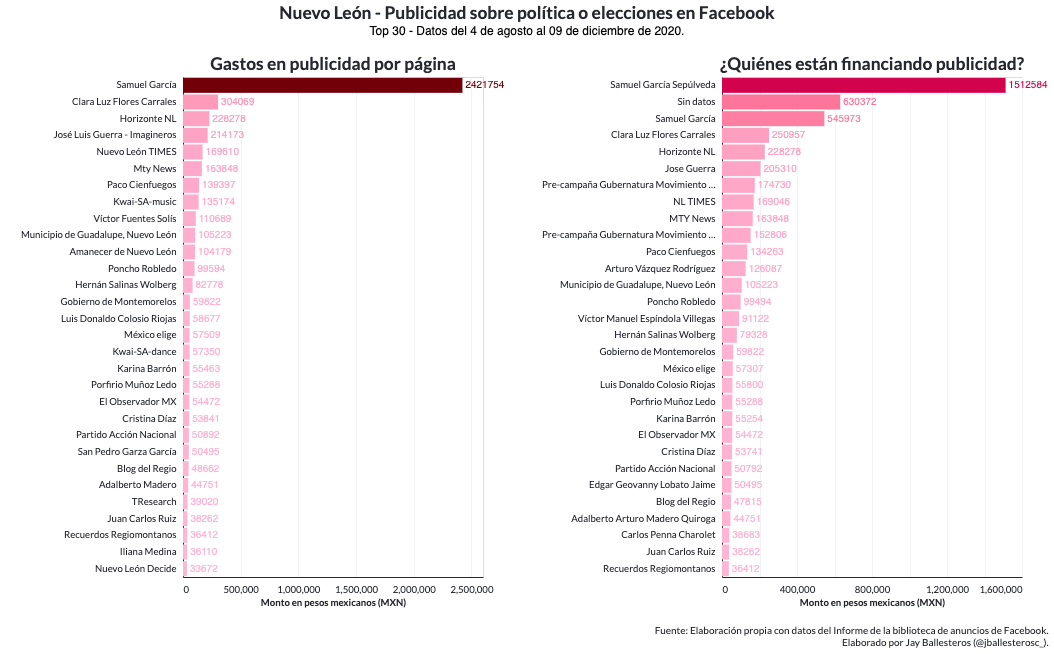 Nuevo León - Publicidad sobre política o elecciones en Facebook
Top 30 - Datos del 4 de agosto al 09 de diciembre de 2020.
Gastos en publicidad por página
Samuel García 2421754
Clara Luz Flores Carrales 304069
Horizonte NL 228278
José Luis Guerra - Imagineros 214173
Nuevo León TIMES 169610
Mty News 163848
Paco Cienfuegos 139397
Kwai-SA-music 135174
Víctor Fuentes Solís 110689
Municipio de Guadalupe, Nuevo León 105223
Amanecer de Nuevo León 104179
Poncho Robledo 99594
Hernán Salinas Wolberg 82778
Gobierno de Montemorelos 59822
Luis Donaldo Colosio Riojas 58677
México elige 57509
Kwai-SA-dance 57350
Karina Barrón 55463
Porfirio Muñoz Ledo 55288
El Observador MX 54472
Cristina Díaz 53841
Partido Acción Nacional 50892
San Pedro Garza García 50495
Blog del Regio 48662
Adalberto Madero 44751
TResearch 39020
Juan Carlos Ruiz 38262
Recuerdos Regiomontanos 36412
Iliana Medina 36110
Nuevo León Decide 33672
0 500,000 1,000,000 1,500,000 2,000,000 2,500,000
Monto en pesos mexicanos (MXN)
¿Quiénes están financiando publicidad?
Samuel García Sepúlveda 1512584
Sin datos 630372
Samuel García 545973
Clara Luz Flores Carrales 250957
Horizonte NL 228278
Jose Guerra 205310
Pre-campaña Gubernatura Movimiento ... 174730
NL TIMES 169046
MTY News 163848
Pre-campaña Gubernatura Movimiento ... 152806
Paco Cienfuegos 134263
Arturo Vázquez Rodríguez 126087
Municipio de Guadalupe, Nuevo León 105223
Poncho Robledo 99494
Víctor Manuel Espíndola Villegas 91122
Hernán Salinas Wolberg 79328
Gobierno de Montemorelos 59822
México elige 57307
Luis Donaldo Colosio Riojas 55800
Porfirio Muñoz Ledo 55288
Karina Barrón 55254
El Observador MX 54472
Cristina Díaz 53741
Partido Acción Nacional 50792
Edgar Geovanny Lobato Jaime 50495
Blog del Regio 47815
Adalberto Arturo Madero Quiroga 44751
Carlos Penna Charolet 38683
Juan Carlos Ruiz 38262
Recuerdos Regiomontanos 36412
0 400,000 800,000 1,200,000 1,600,000
Monto en pesos mexicanos (MXN)
Fuente: Elaboración propia con datos del Informe de la biblioteca de anuncios de Facebook.
Elaborado por Jay Ballesteros (@jballesterosc_).